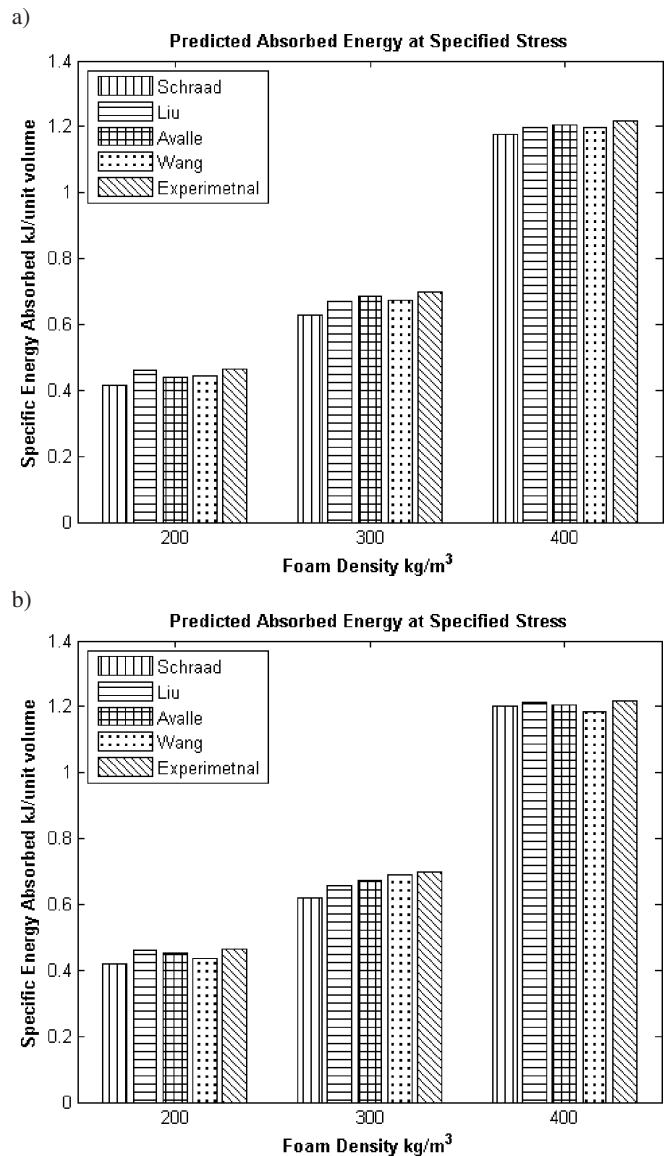 a)
Predicted Absorbed Energy at Specified Stress
1.4
1.2
1
0.8
0.6
0.4
0.2
0
Specific Energy Absorbed kJ/unit volume
Schraad
Liu
Avalle
Wang
Experimetnal
200 300 400
Foam Density kg/m³
b)
Predicted Absorbed Energy at Specified Stress
1.4
1.2
1
0.8
0.6
0.4
0.2
0
Specific Energy Absorbed kJ/unit volume
Schraad
Liu
Avalle
Wang
Experimetnal
200 300 400
Foam Density kg/m³